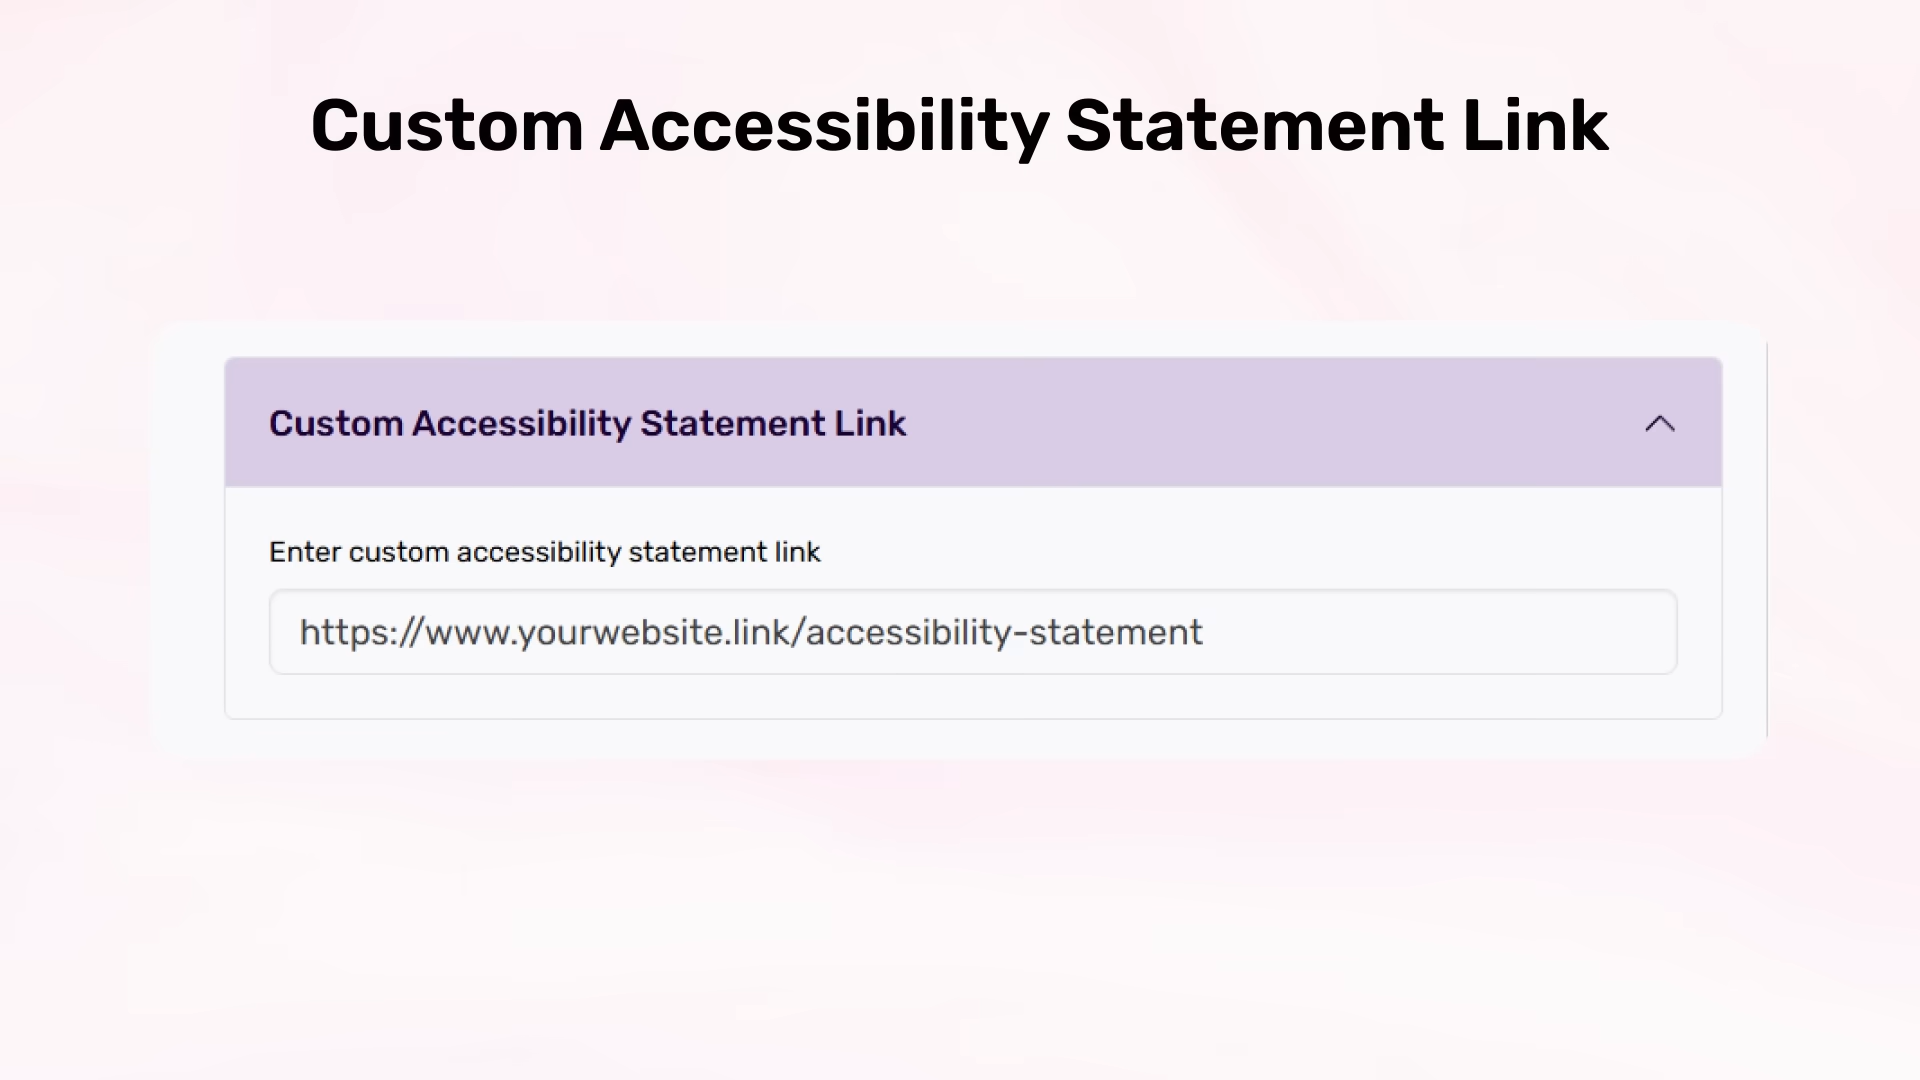 Custom Accessibility Statement Link
Custom Accessibility Statement Link
Enter custom accessibility statement link
https://www.yourwebsite.link/accessibility-statement